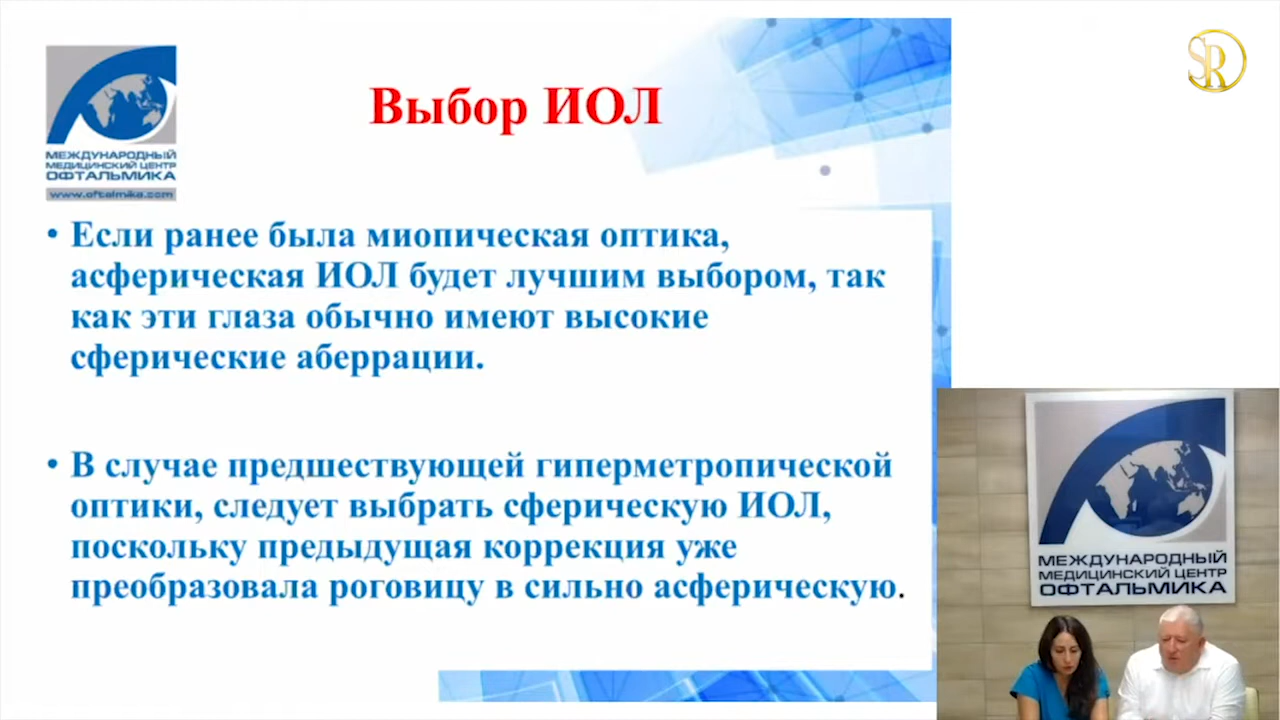 SR
Выбор ИОЛ
МЕЖДУНАРОДНЫЙ
МЕДИЦИНСКИЙ ЦЕНТР
ОФТАЛЬМИКА
www.oftalmika.com
• Если ранее была миопическая оптика,
асферическая ИОЛ будет лучшим выбором, так
как эти глаза обычно имеют высокие
сферические аберрации.
• В случае предшествующей гиперметропической
оптики, следует выбрать сферическую ИОЛ,
поскольку предыдущая коррекция уже
преобразовала роговицу в сильно асферическую.
МЕЖДУНАРОДНЫЙ
МЕДИЦИНСКИЙ ЦЕНТР
ОФТАЛЬМИКА